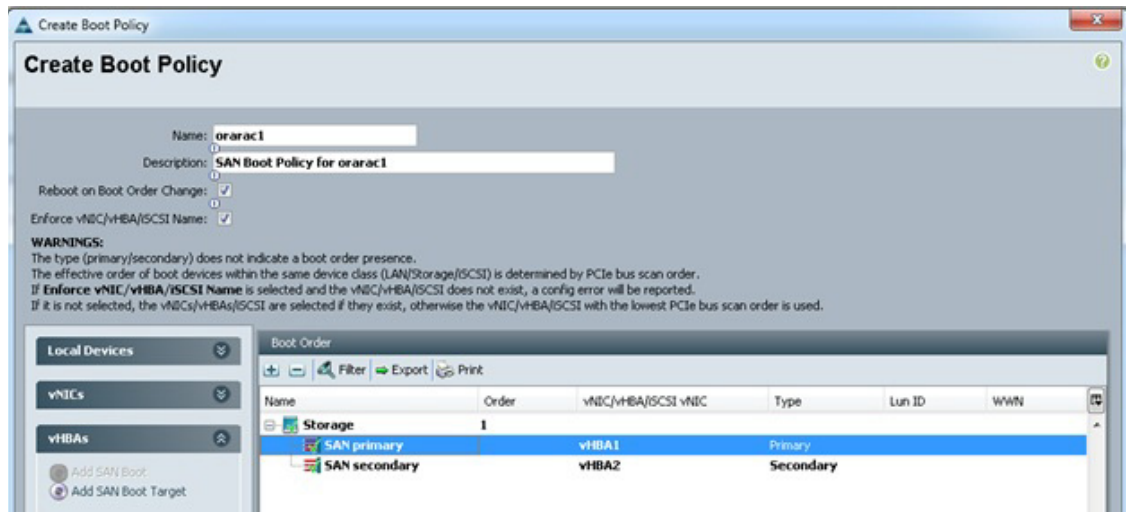 Create Boot Policy
Create Boot Policy
Name: orarac1
Description: SAN Boot Policy for orarac1
Reboot on Boot Order Change:
Enforce vNIC/vHBA/iSCSI Name:
WARNINGS:
The type (primary/secondary) does not indicate a boot order presence.
The effective order of boot devices within the same device class (LAN/Storage/iSCSI) is determined by PCIe bus scan order.
If Enforce vNIC/vHBA/iSCSI Name is selected and the vNIC/vHBA/iSCSI does not exist, a config error will be reported.
If it is not selected, the vNICs/vHBAs/iSCSI are selected if they exist, otherwise the vNIC/vHBA/iSCSI with the lowest PCIe bus scan order is used.
Local Devices
vNICs
vHBAs
Add SAN Boot
Add SAN Boot Target
Boot Order
Filter Export Print
Name Order vNIC/vHBA/iSCSI vNIC Type Lun ID WWN
Storage 1
SAN primary vHBA1 Primary
SAN secondary vHBA2 Secondary